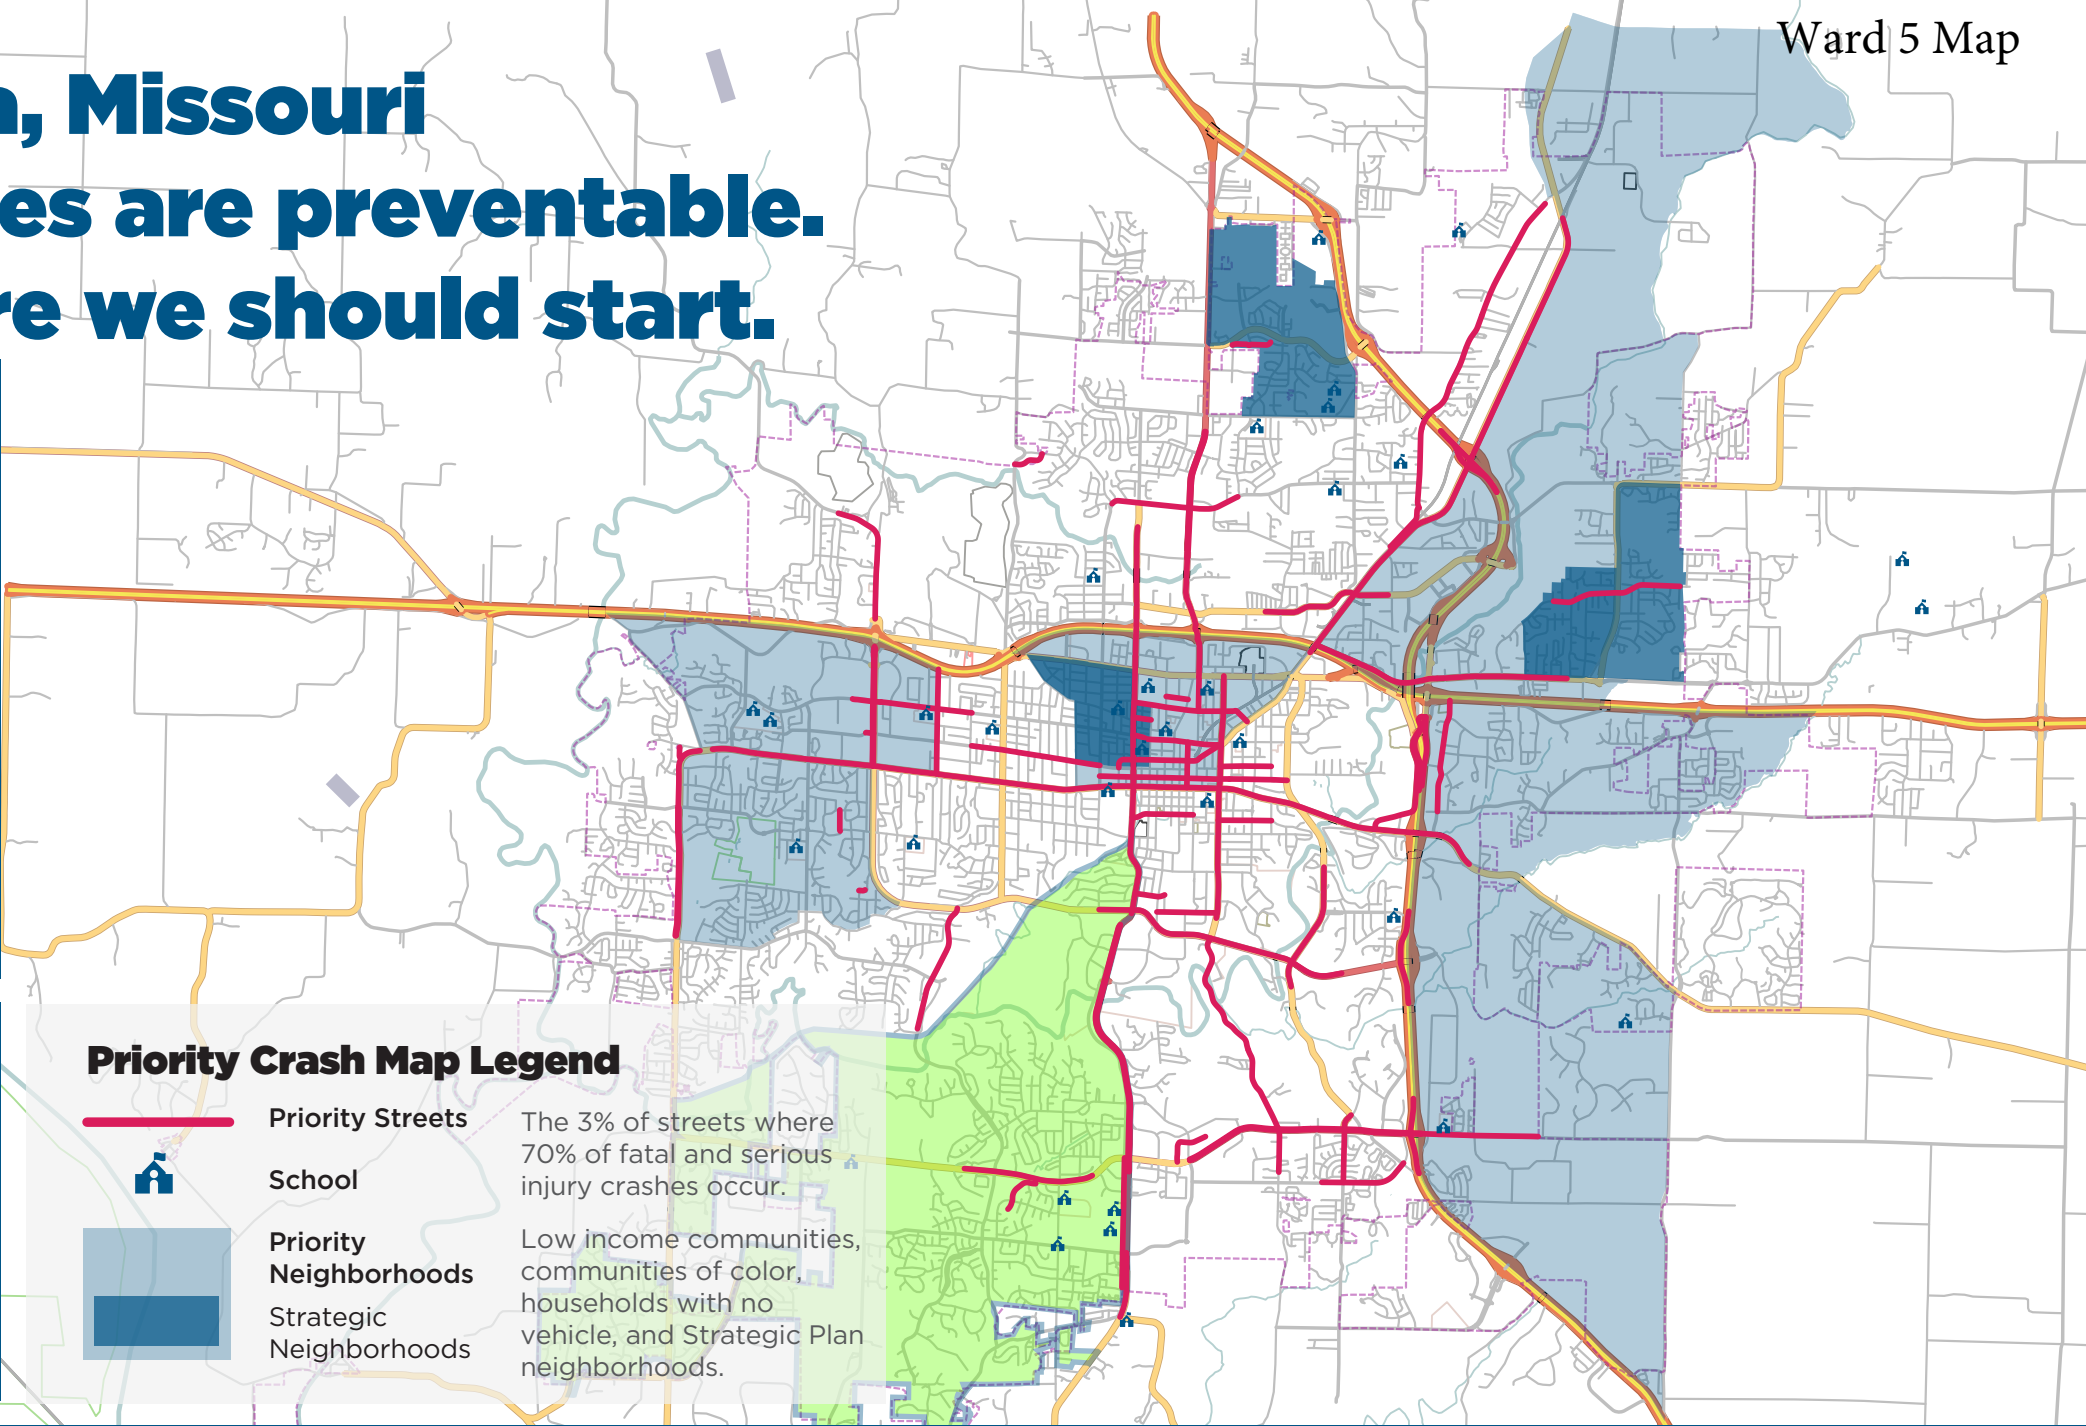 Ward 5 Map
, Missouri
es are preventable.
re we should start.
Priority Crash Map Legend
Priority Streets
The 3% of streets where
70% of fatal and serious
injury crashes occur.
School
Priority
Neighborhoods
Strategic
Neighborhoods
Low income communities,
communities of color,
households with no
vehicle, and Strategic Plan
neighborhoods.